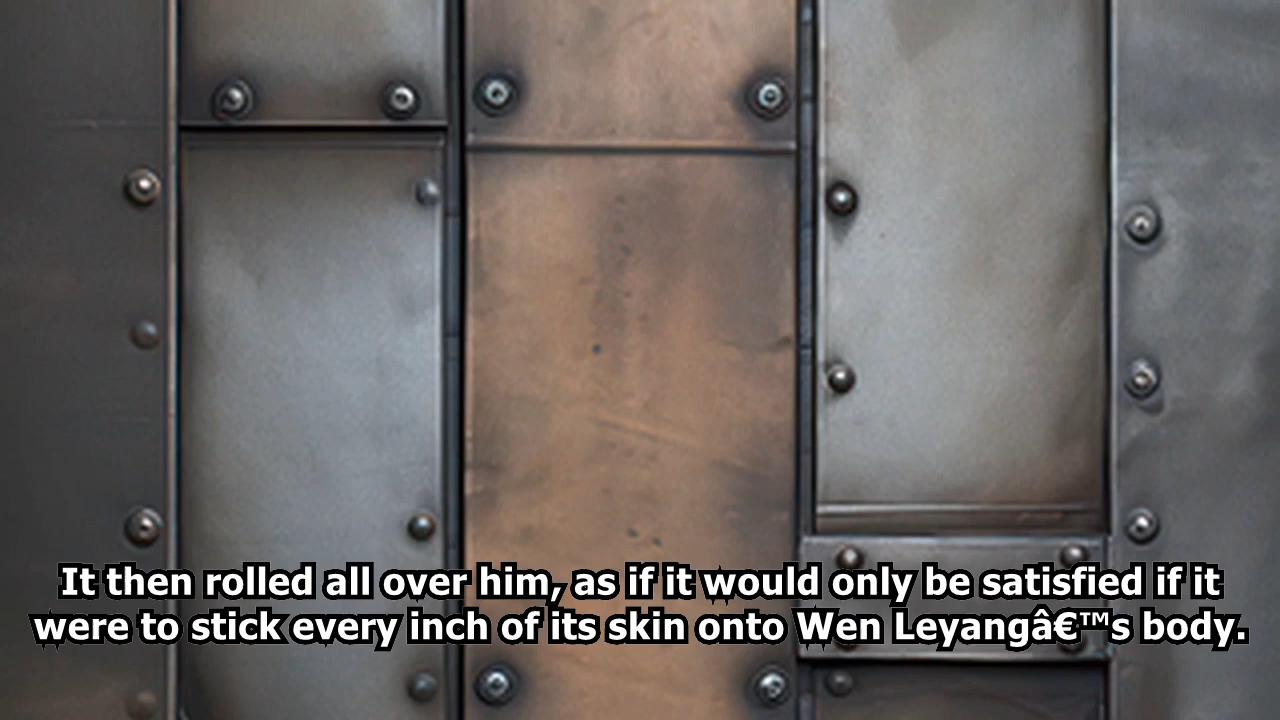 It then rolled all over him, as if it would only be satisfied if it
were to stick every inch of its skin onto Wen Leyangâ€™s body.